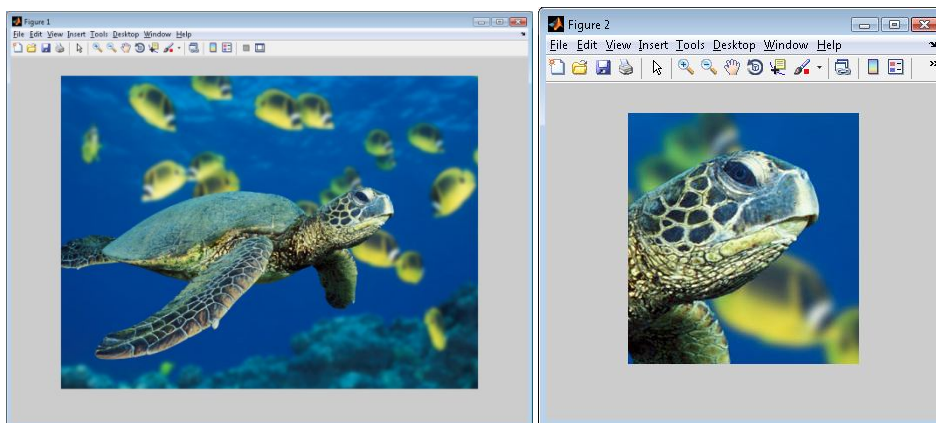 Figure 1
File Edit View Insert Tools Desktop Window Help
Figure 2
File Edit View Insert Tools Desktop Window Help